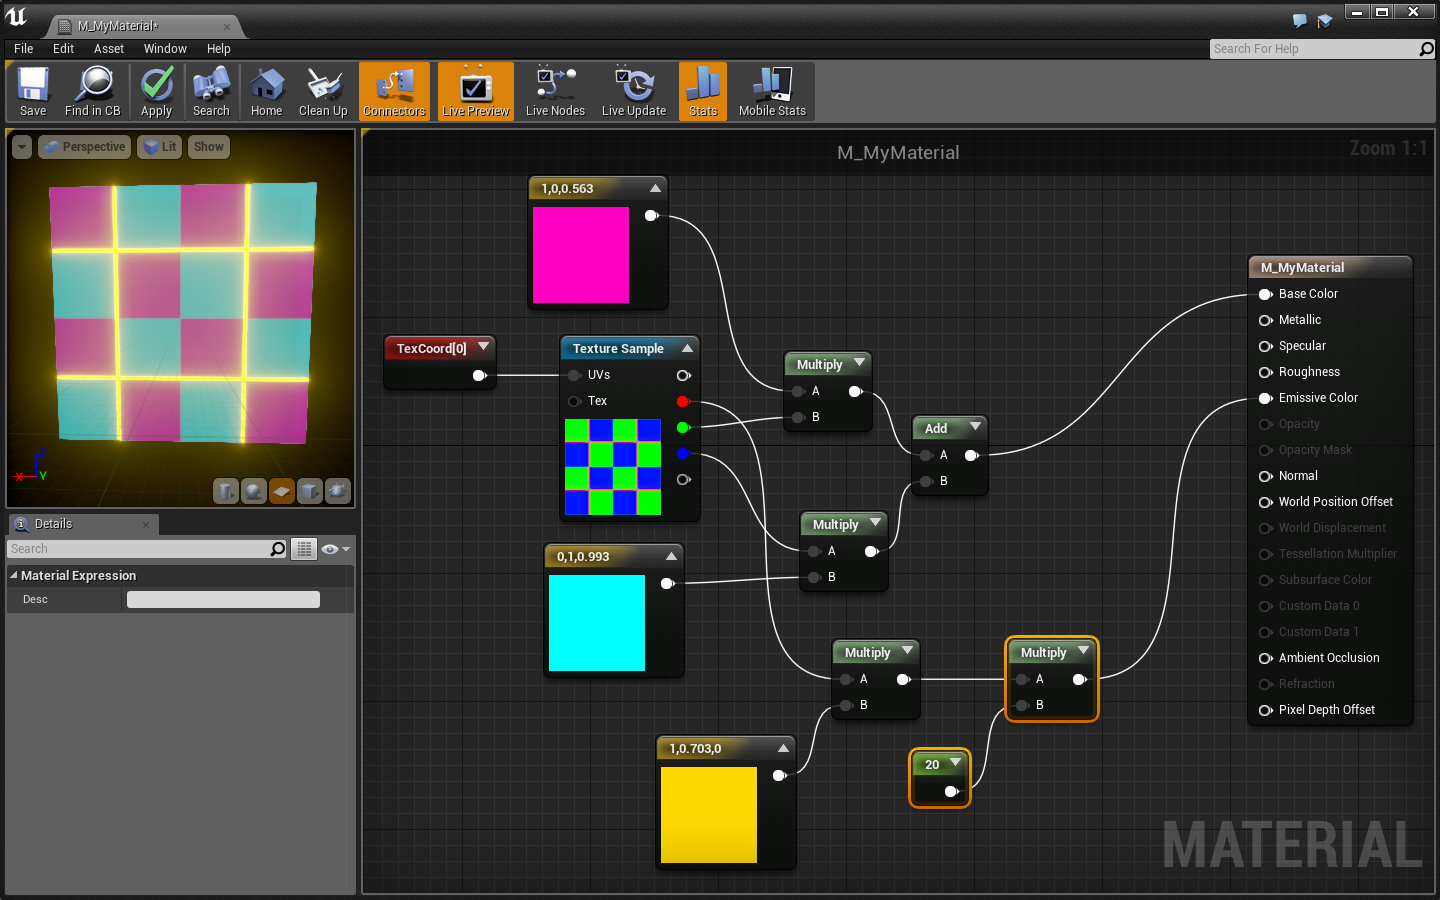 M_MyMaterial*
File Edit Asset Window Help
Search For Help
Save Find in CB Apply Search Home Clean Up Connectors Live Preview Live Nodes Live Update Stats Mobile Stats
Perspective Lit Show
Z
X
Y
Details
Search
Material Expression
Desc
M_MyMaterial
Zoom 1:1
1,0,0.563
TexCoord[0]
Texture Sample
UVs
Tex
Multiply
A
B
Add
A
B
0,1,0.993
Multiply
A
B
Multiply
A
B
Multiply
A
B
1,0.703,0
20
M_MyMaterial
Base Color
Metallic
Specular
Roughness
Emissive Color
Opacity
Opacity Mask
Normal
World Position Offset
World Displacement
Tessellation Multiplier
Subsurface Color
Custom Data 0
Custom Data 1
Ambient Occlusion
Refraction
Pixel Depth Offset
MATERIAL